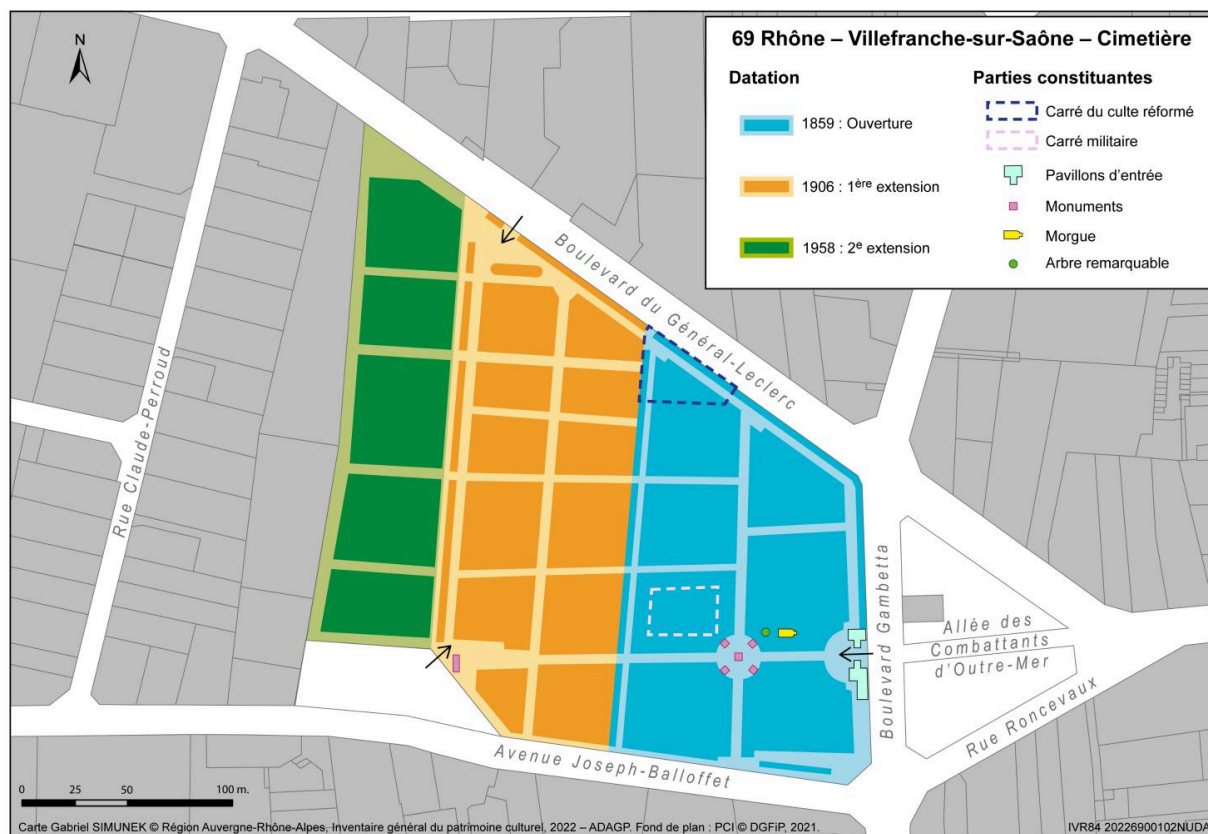 69 Rhône – Villefranche-sur-Saône – Cimetière
Datation
1859 : Ouverture
1906 : 1ère extension
1958 : 2e extension
Parties constituantes
Carré du culte réformé
Carré militaire
Pavillons d'entrée
Monuments
Morgue
Arbre remarquable
N
Boulevard du Général-Leclerc
Rue Claude-Perroud
Boulevard Gambetta
Allée des
Combattants
d'Outre-Mer
Rue Roncevaux
Avenue Joseph-Balloffet
0 25 50 100 m.
Carte Gabriel SIMUNEK © Région Auvergne-Rhône-Alpes, Inventaire général du patrimoine culturel, 2022 – ADAGP. Fond de plan : PCI © DGFiP, 2021.
IVR84 20226900102NUDA